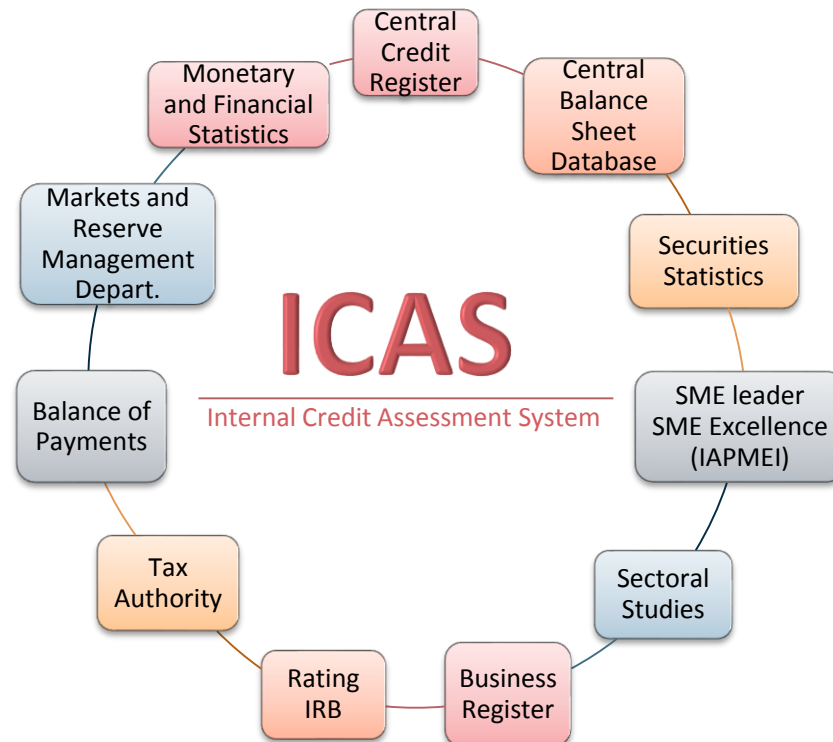 Central
Credit
Register
Monetary
and Financial
Statistics
Central
Balance
Sheet
Database
Markets and
Reserve
Management
Depart.
Securities
Statistics
ICAS
Internal Credit Assessment System
Balance of
Payments
SME leader
SME Excellence
(IAPMEI)
Tax
Authority
Sectoral
Studies
Rating
IRB
Business
Register